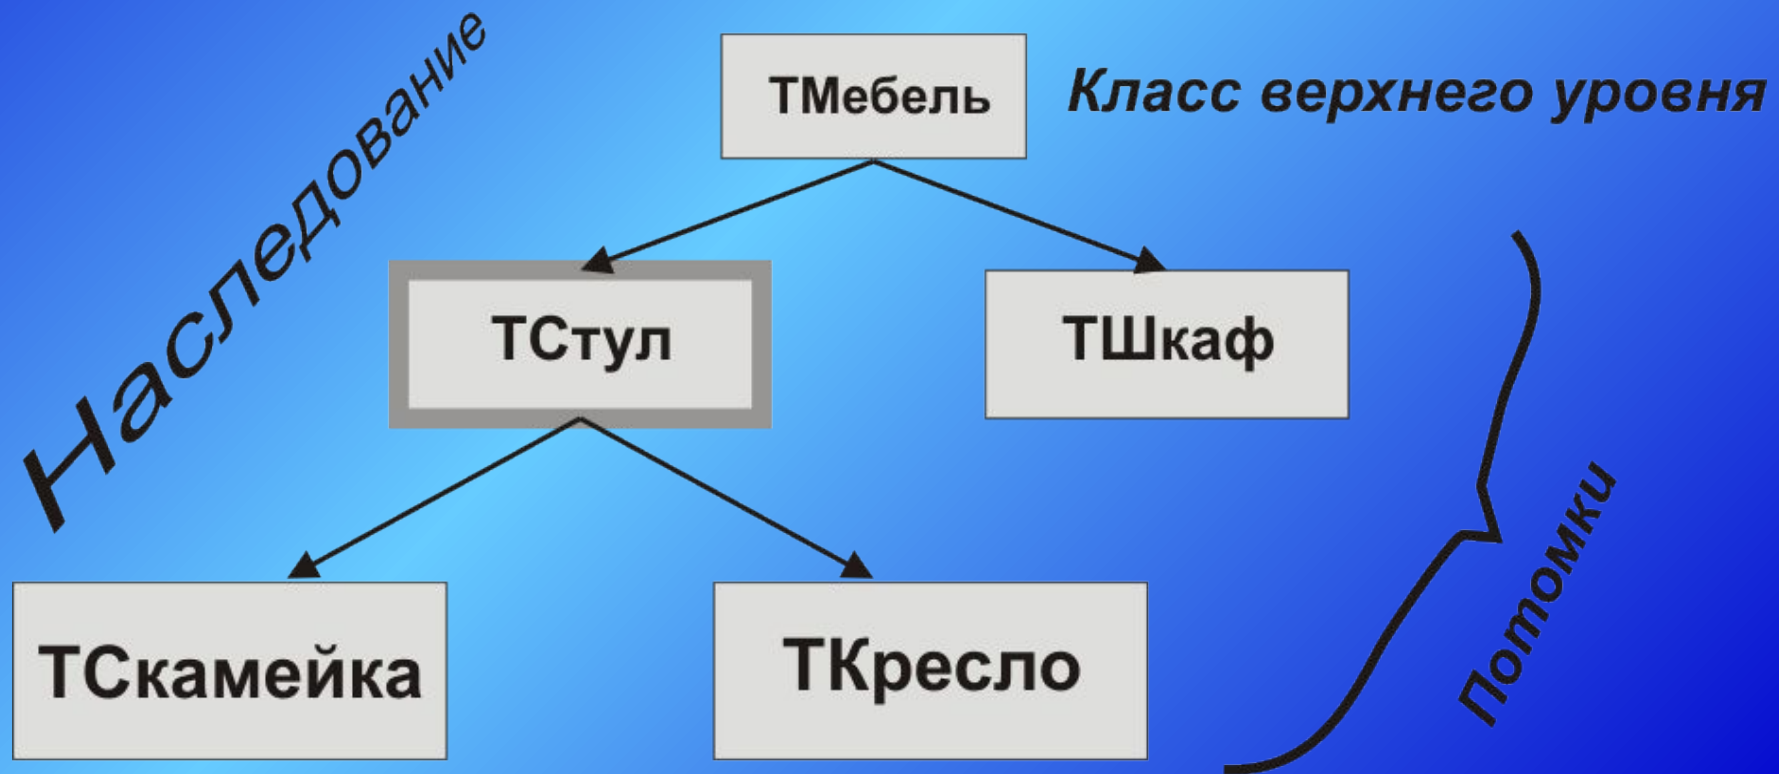 Наследование
ТМебель
Класс верхнего уровня
ТСтул
ТШкаф
ТСкамейка
ТКресло
Потомки